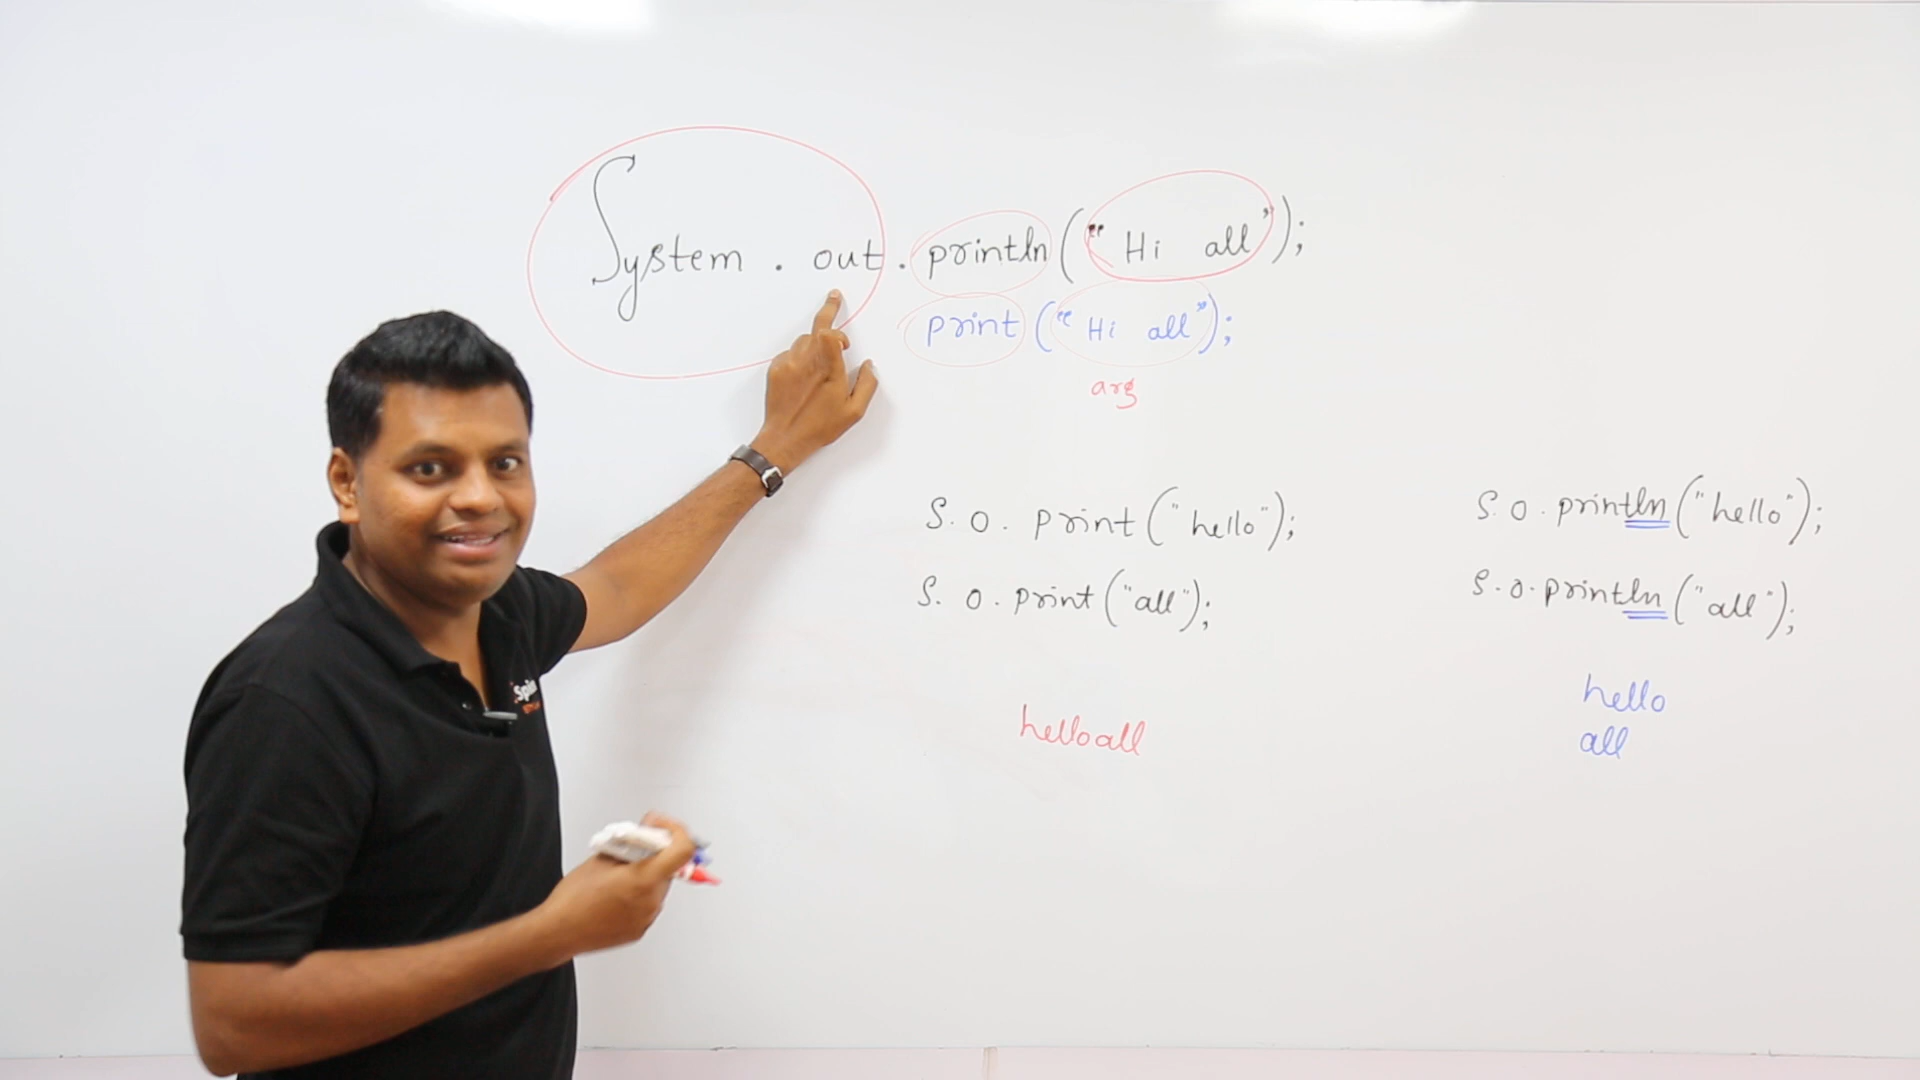 System . out . println ("Hi all");
print ("Hi all");
arg
S. O. print ("hello");
S. O. print ("all");
helloall
S. O. println ("hello");
S. O. println ("all");
hello
all